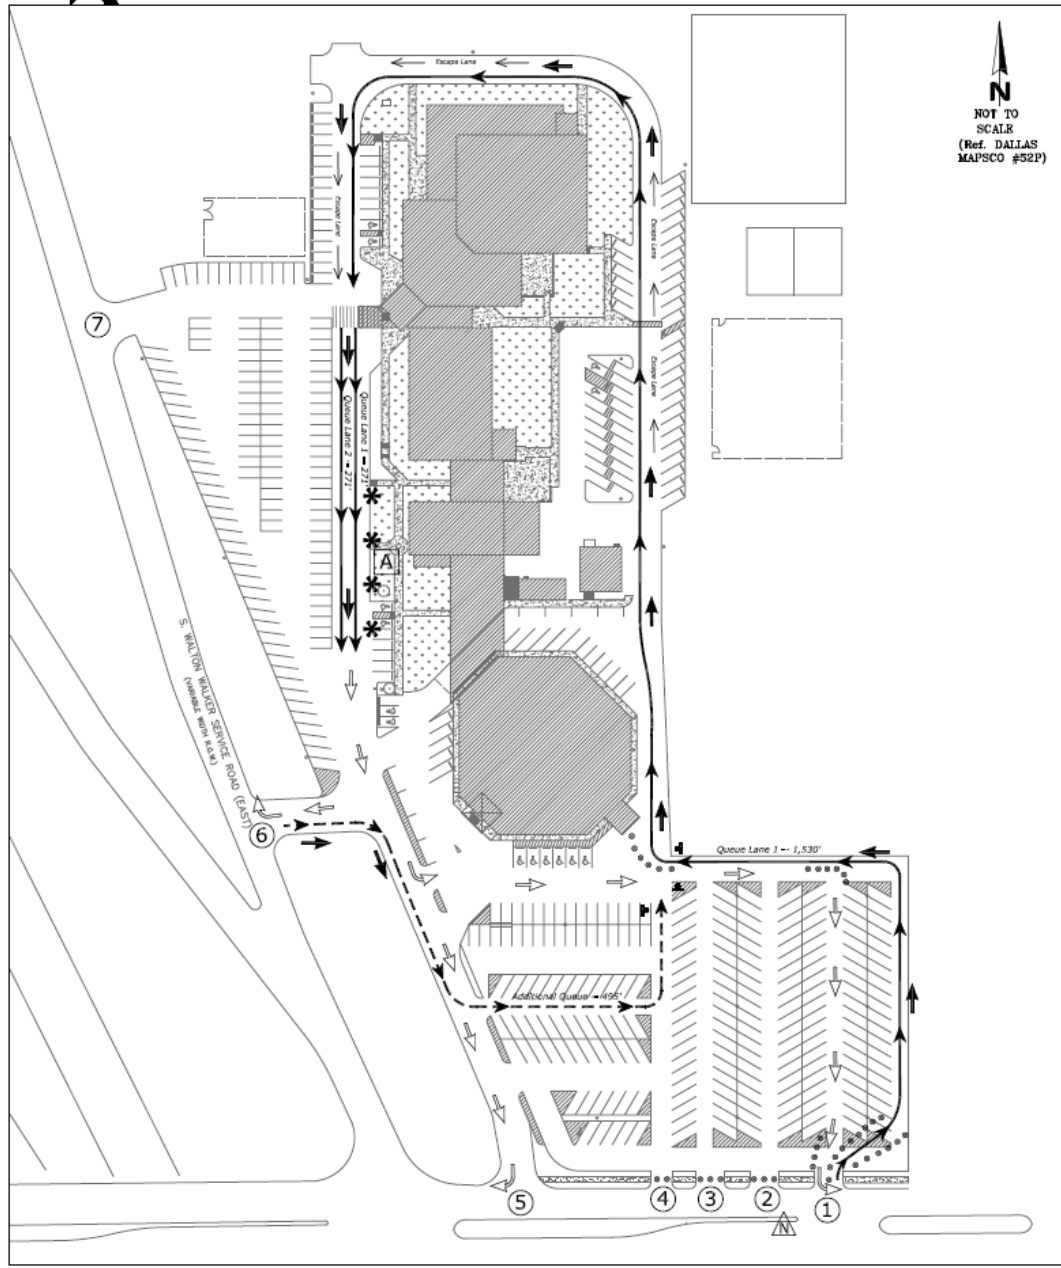 Escape Lane
N
NOT TO
SCALE
(Ref. DALLAS
MAPSCO #52P)
Escape Lane
Escape Lane
7
Escape Lane
Queue Lane 1 -- 271'
Queue Lane 2 -- 271'
*
*
A
*
*
S. WALTON WALKER SERVICE ROAD (EAST)
(VARIABLE WIDTH R.O.W.)
6
Queue Lane 1 -- 1,530'
Additional Queue -- 495'
5
4
3
2
1
N